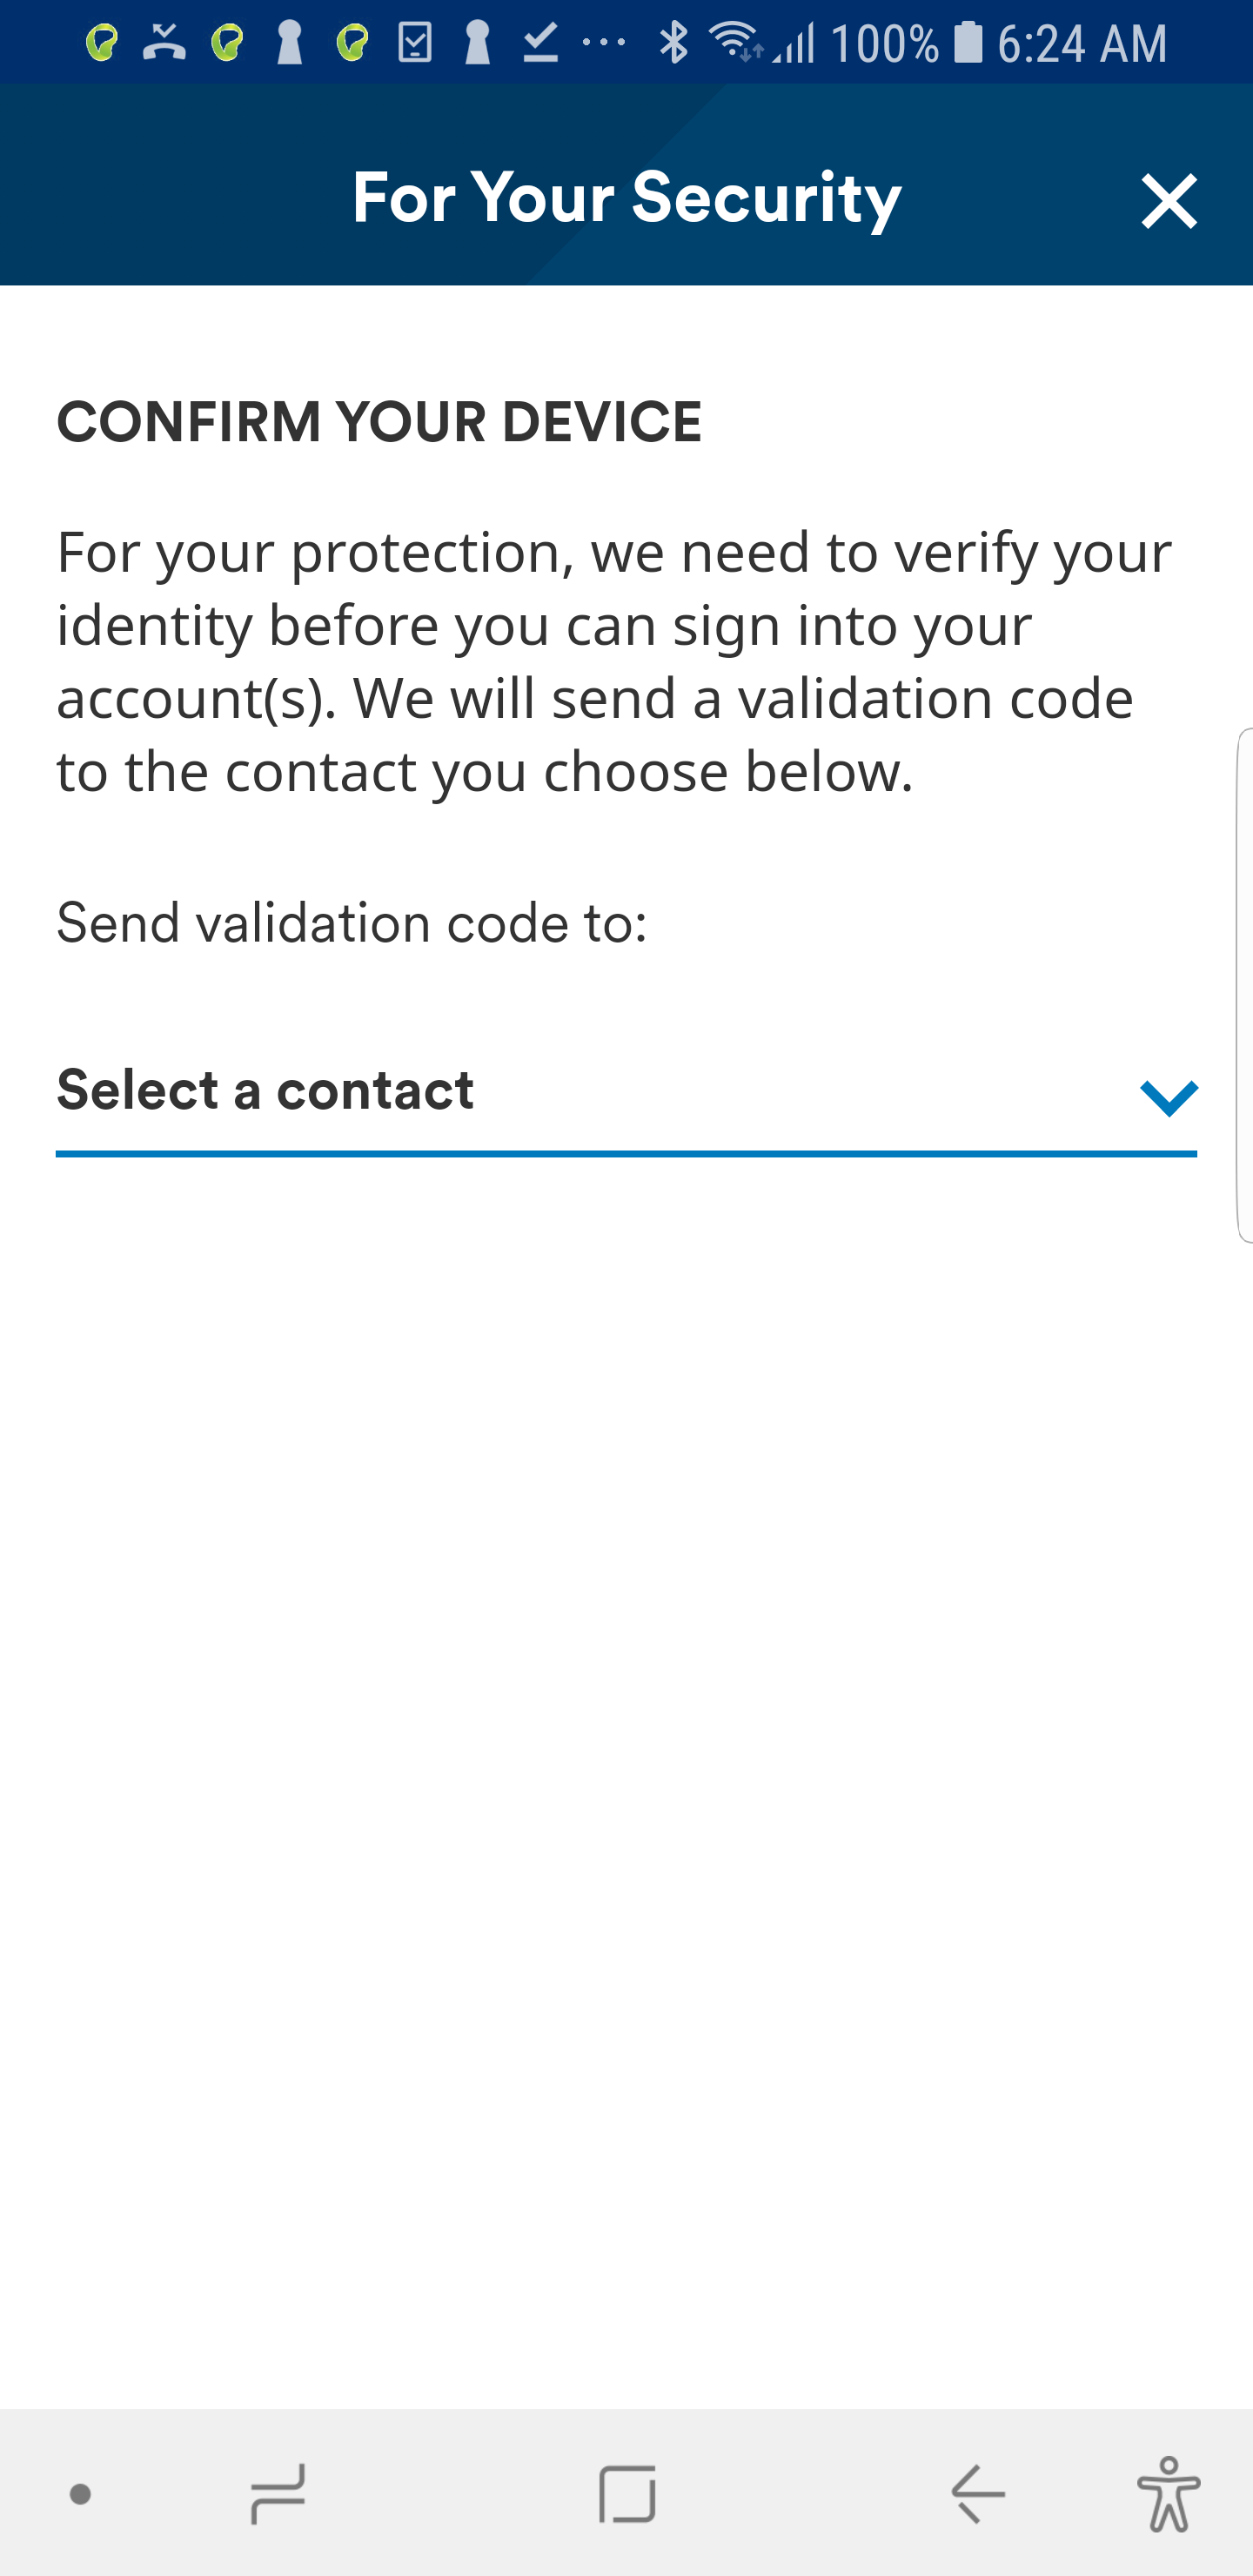 100% 6:24 AM
For Your Security
CONFIRM YOUR DEVICE
For your protection, we need to verify your
identity before you can sign into your
account(s). We will send a validation code
to the contact you choose below.
Send validation code to:
Select a contact